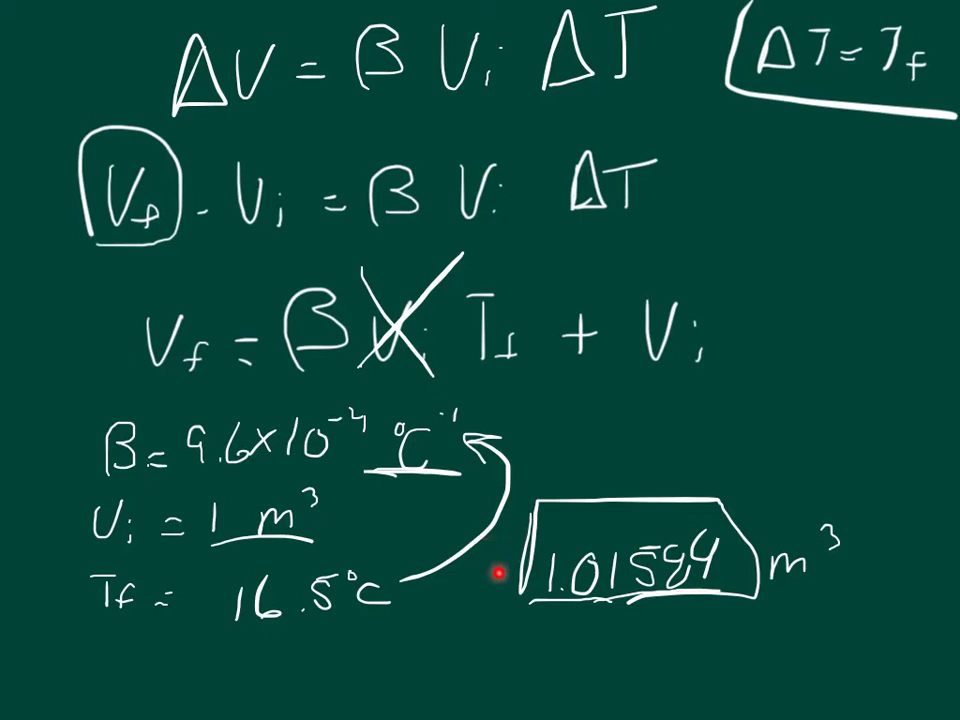 ΔV = β Vi ΔT
ΔT = Tf
Vf - Vi = β Vi ΔT
Vf = β Vi Tf + Vi
β = 9.6×10⁻⁴ °C⁻¹
Vi = 1 m³
Tf = 16.5°C
1.01584 m³